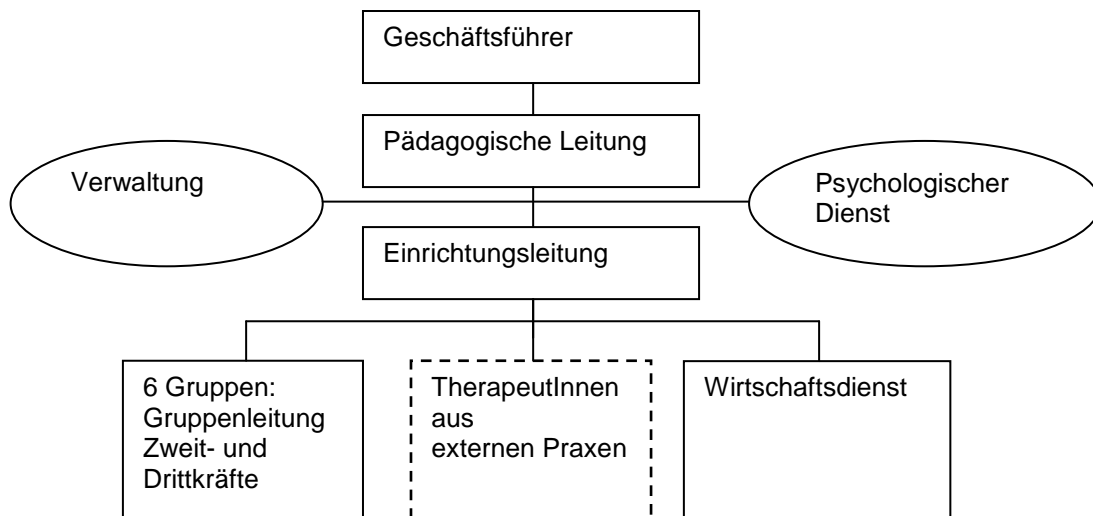 Geschäftsführer
Pädagogische Leitung
Verwaltung
Psychologischer
Dienst
Einrichtungsleitung
6 Gruppen:
Gruppenleitung
Zweit- und
Drittkräfte
TherapeutInnen
aus
externen Praxen
Wirtschaftsdienst